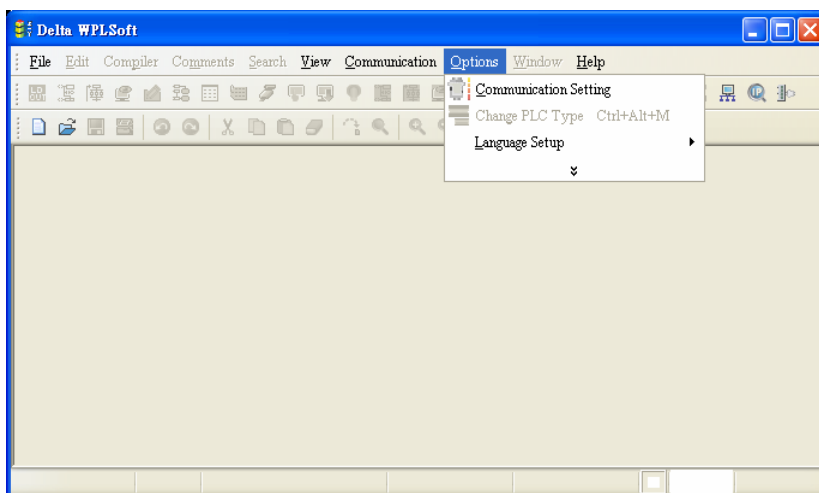 Delta WPLSoft
File Edit Compiler Comments Search View Communication Options Window Help
Communication Setting
Change PLC Type Ctrl+Alt+M
Language Setup